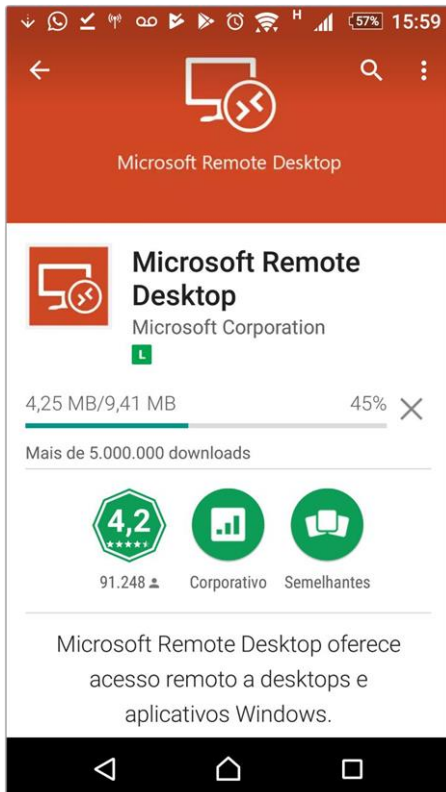 H 57% 15:59
Microsoft Remote Desktop
Microsoft Remote
Desktop
Microsoft Corporation
L
4,25 MB/9,41 MB 45%
Mais de 5.000.000 downloads
4,2
91.248 Corporativo Semelhantes
Microsoft Remote Desktop oferece
acesso remoto a desktops e
aplicativos Windows.